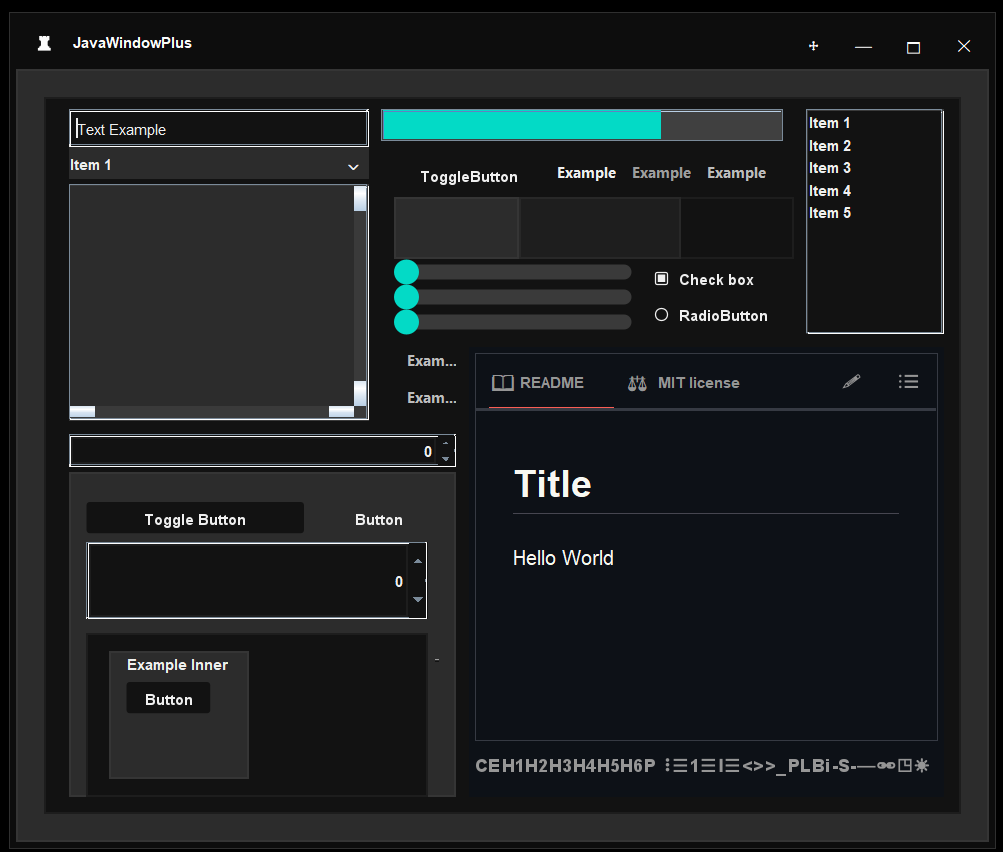 JavaWindowPlus
Text Example
Item 1
ToggleButton
Example Example Example
Item 1
Item 2
Item 3
Item 4
Item 5
Check box
RadioButton
Exam...
Exam...
0
Toggle Button
Button
0
Example Inner
Button
README
MIT license
Title
Hello World
CEH1H2H3H4H5H6P 1 <>>_PLBi-S-—